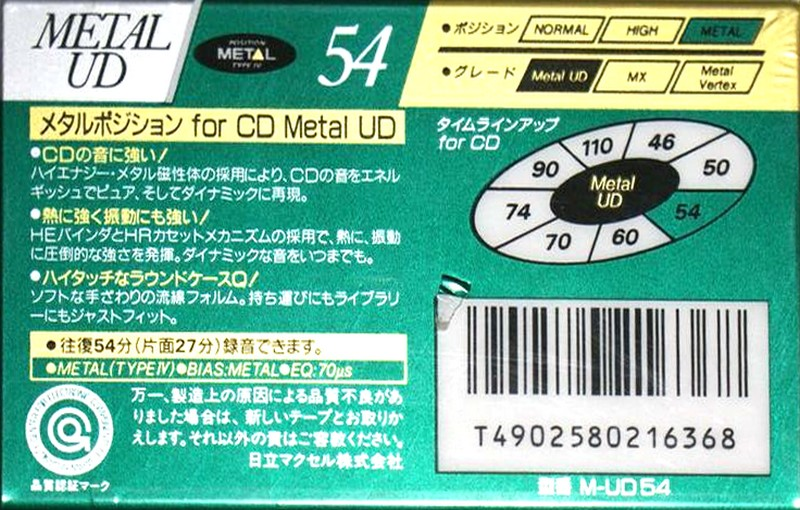 METAL
UD
POSITION
METAL
TYPE IV
54
●ポジション NORMAL HIGH METAL
●グレード Metal UD MX Metal Vertex
メタルポジション for CD Metal UD
●CDの音に強い!
ハイエナジー・メタル磁性体の採用により、CDの音をエネル
ギッシュでピュア、そしてダイナミックに再現。
●熱に強く振動にも強い!
HEバインダとHRカセットメカニズムの採用で、熱に、振動
に圧倒的な強さを発揮。ダイナミックな音をいつまでも。
●ハイタッチなラウンドケースQ!
ソフトな手ざわりの流線フォルム。持ち運びにもライブラリ
ーにもジャストフィット。
●往復54分(片面27分)録音できます。
●METAL(TYPEⅣ)●BIAS:METAL●EQ:70μs
万一、製造上の原因による品質不良があ
りました場合は、新しいテープとお取りか
えします。それ以外の責はご容赦ください。
日立マクセル株式会社
品質認証マーク
タイムラインアップ
for CD
110
46
90
50
Metal
UD
74
54
70
60
T4902580216368
型番 M-UD54